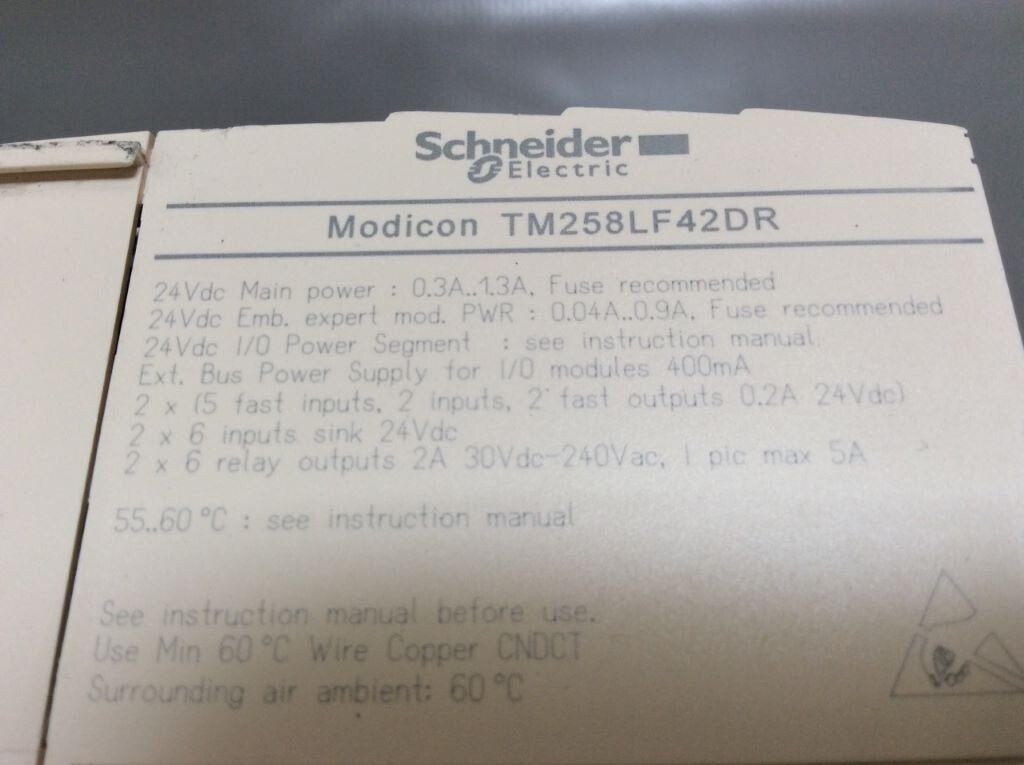 Schneider
Electric
Modicon TM258LF42DR
24Vdc Main power : 0.3A..1.3A, Fuse recommended
24Vdc Emb. expert mod. PWR : 0.04A..0.9A, Fuse recommended
24Vdc I/O Power Segment : see instruction manual.
Ext. Bus Power Supply for I/O modules 400mA
2 x (5 fast inputs, 2 inputs, 2 fast outputs 0.2A 24Vdc)
2 x 6 inputs sink 24Vdc
2 x 6 relay outputs 2A 30Vdc-240Vac, I pic max 5A
55..60°C : see instruction manual
See instruction manual before use.
Use Min 60°C Wire Copper CNDCT
Surrounding air ambient: 60°C